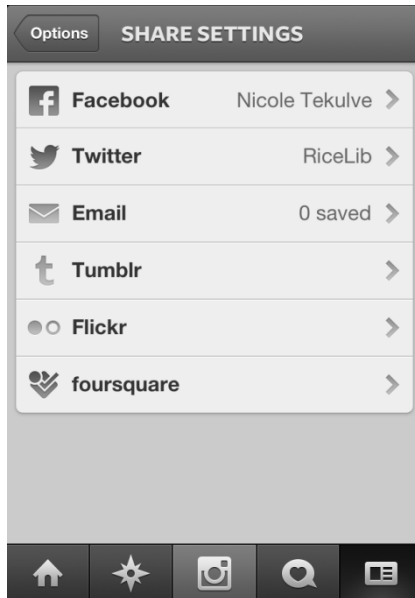 Options SHARE SETTINGS
Facebook Nicole Tekulve
Twitter RiceLib
Email 0 saved
Tumblr
Flickr
foursquare